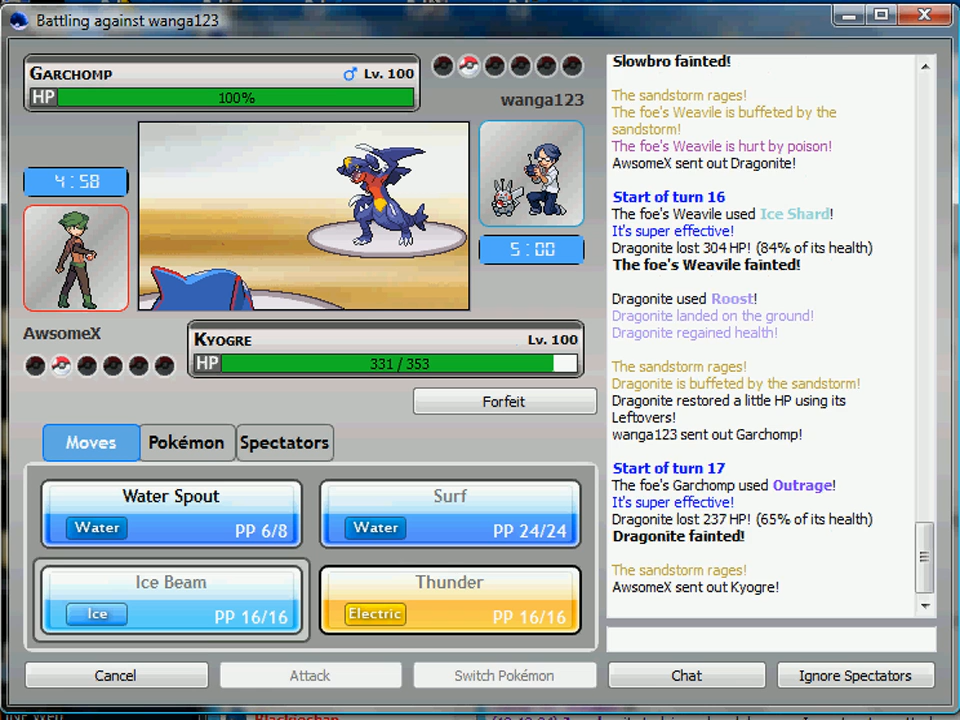 Battling against wanga123
GARCHOMP ♂ Lv. 100
HP 100%
wanga123
4:58
5:00
AwsomeX
KYOGRE Lv. 100
HP 331 / 353
Forfeit
Moves Pokémon Spectators
Water Spout
Water PP 6/8
Surf
Water PP 24/24
Ice Beam
Ice PP 16/16
Thunder
Electric PP 16/16
Cancel Attack Switch Pokémon Chat Ignore Spectators
Slowbro fainted!
The sandstorm rages!
The foe's Weavile is buffeted by the
sandstorm!
The foe's Weavile is hurt by poison!
AwsomeX sent out Dragonite!
Start of turn 16
The foe's Weavile used Ice Shard!
It's super effective!
Dragonite lost 304 HP! (84% of its health)
The foe's Weavile fainted!
Dragonite used Roost!
Dragonite landed on the ground!
Dragonite regained health!
The sandstorm rages!
Dragonite is buffeted by the sandstorm!
Dragonite restored a little HP using its
Leftovers!
wanga123 sent out Garchomp!
Start of turn 17
The foe's Garchomp used Outrage!
It's super effective!
Dragonite lost 237 HP! (65% of its health)
Dragonite fainted!
The sandstorm rages!
AwsomeX sent out Kyogre!